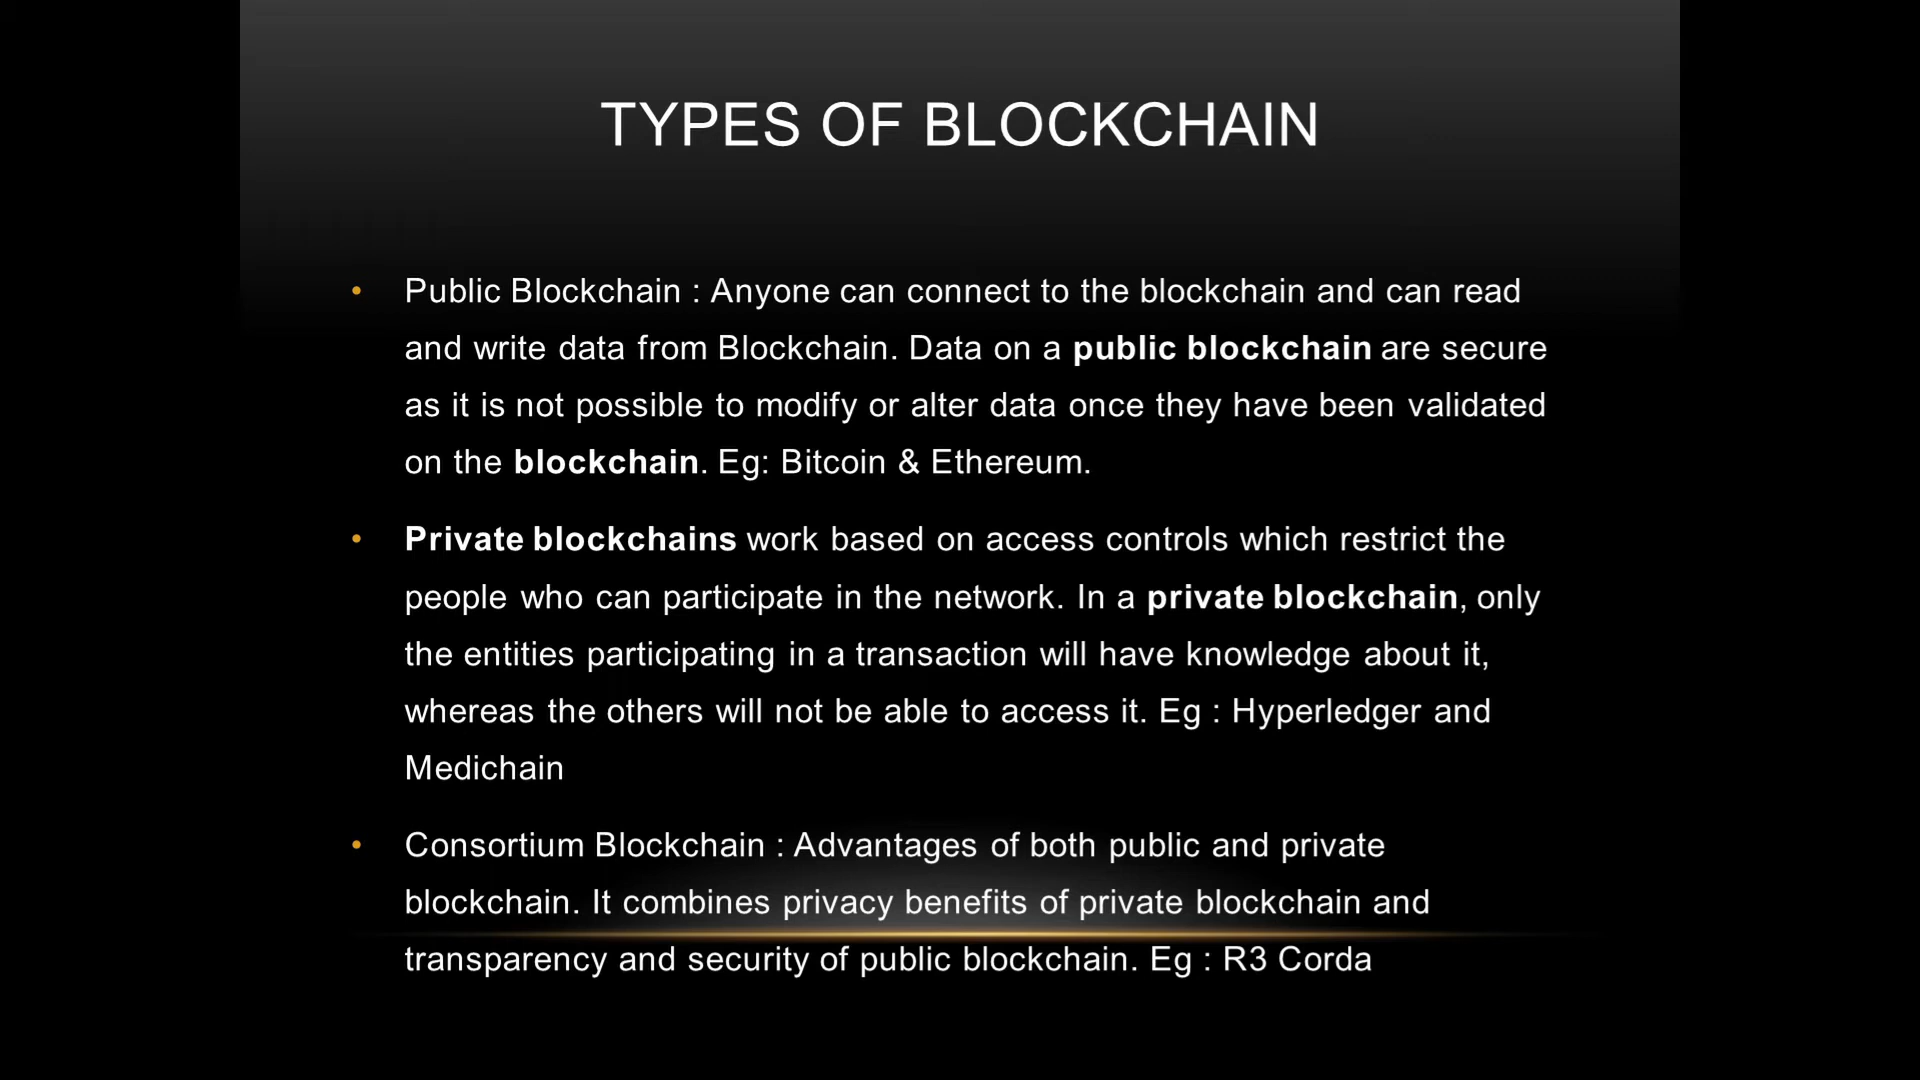 TYPES OF BLOCKCHAIN
• Public Blockchain : Anyone can connect to the blockchain and can read
and write data from Blockchain. Data on a public blockchain are secure
as it is not possible to modify or alter data once they have been validated
on the blockchain. Eg: Bitcoin & Ethereum.
• Private blockchains work based on access controls which restrict the
people who can participate in the network. In a private blockchain, only
the entities participating in a transaction will have knowledge about it,
whereas the others will not be able to access it. Eg : Hyperledger and
Medichain
• Consortium Blockchain : Advantages of both public and private
blockchain. It combines privacy benefits of private blockchain and
transparency and security of public blockchain. Eg : R3 Corda